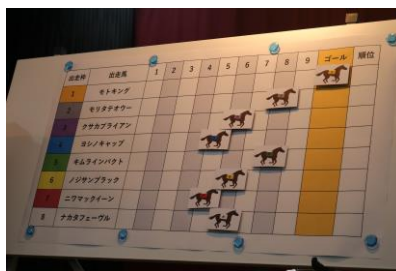 出走枠 出走馬 1 2 3 4 5 6 7 8 9 ゴール 順位
1 モトキング
2 モリタテオウー
3 クサカブライアン
4 ヨシノキャップ
5 キムラインパクト
6 ノジサンブラック
7 ニワマックイーン
8 ナカタフェーヴル